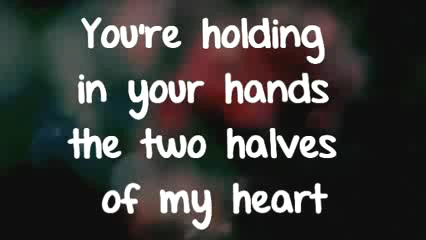 You're holding
in your hands
the two halves
of my heart